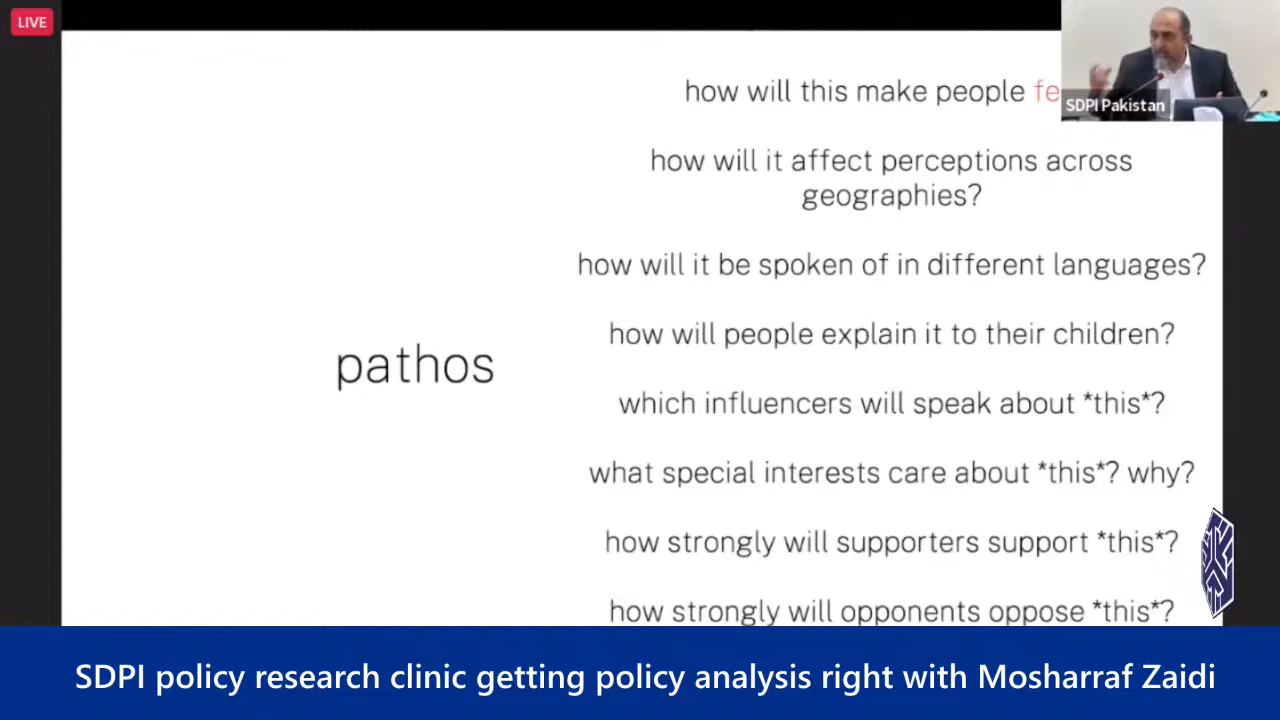 LIVE
how will this make people
SDPI Pakistan
how will it affect perceptions across
geographies?
how will it be spoken of in different languages?
how will people explain it to their children?
pathos
which influencers will speak about *this*?
what special interests care about *this*? why?
how strongly will supporters support *this*?
how strongly will opponents oppose *this*?
SDPI policy research clinic getting policy analysis right with Mosharraf Zaidi